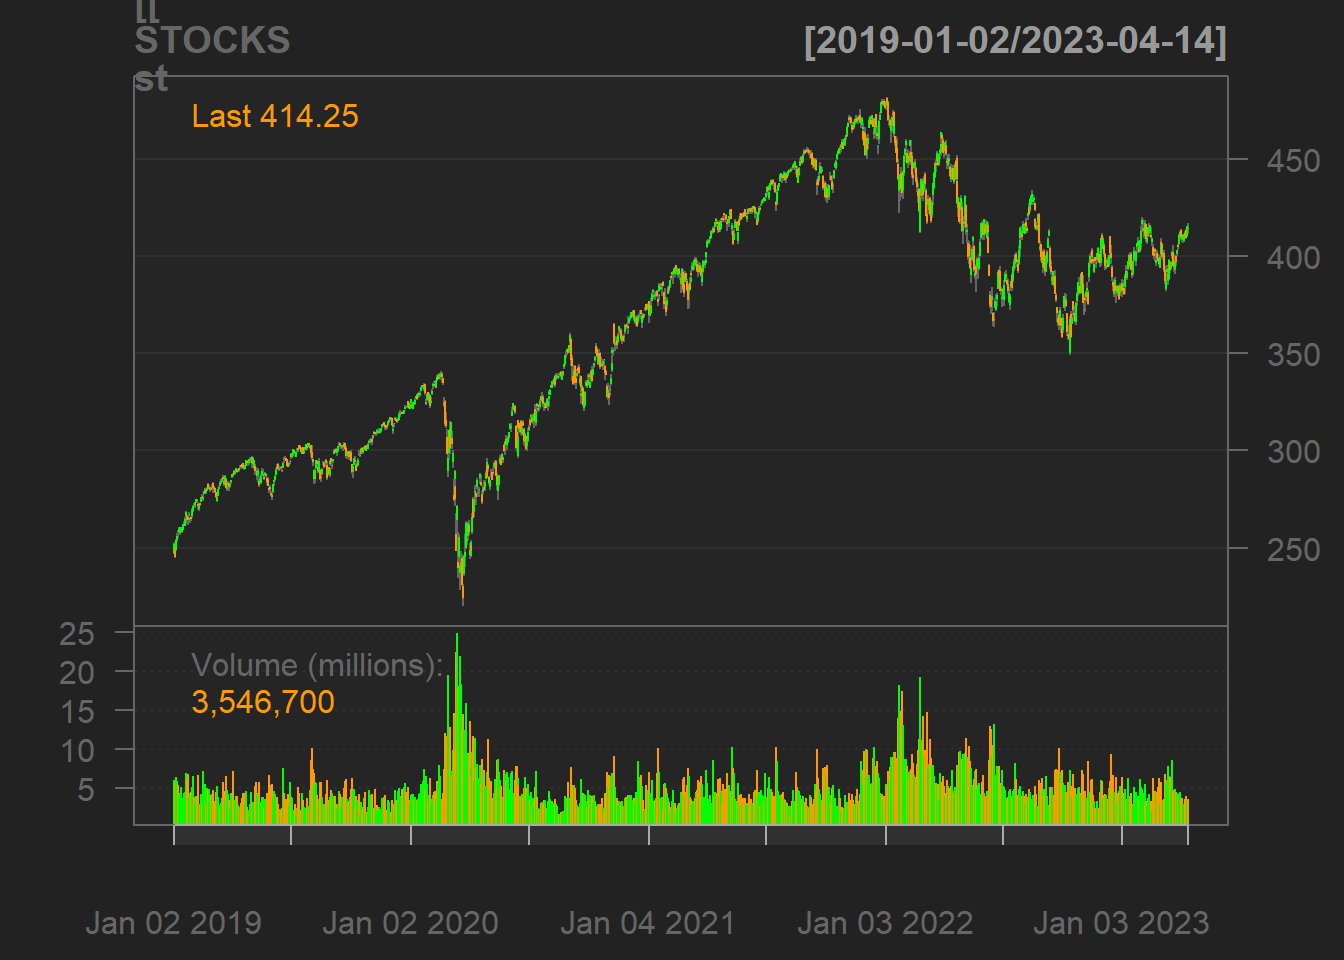 [[
STOCKS
st
[2019-01-02/2023-04-14]
Last 414.25
450
400
350
300
250
25
20
15
10
5
Volume (millions):
3,546,700
Jan 02 2019
Jan 02 2020
Jan 04 2021
Jan 03 2022
Jan 03 2023